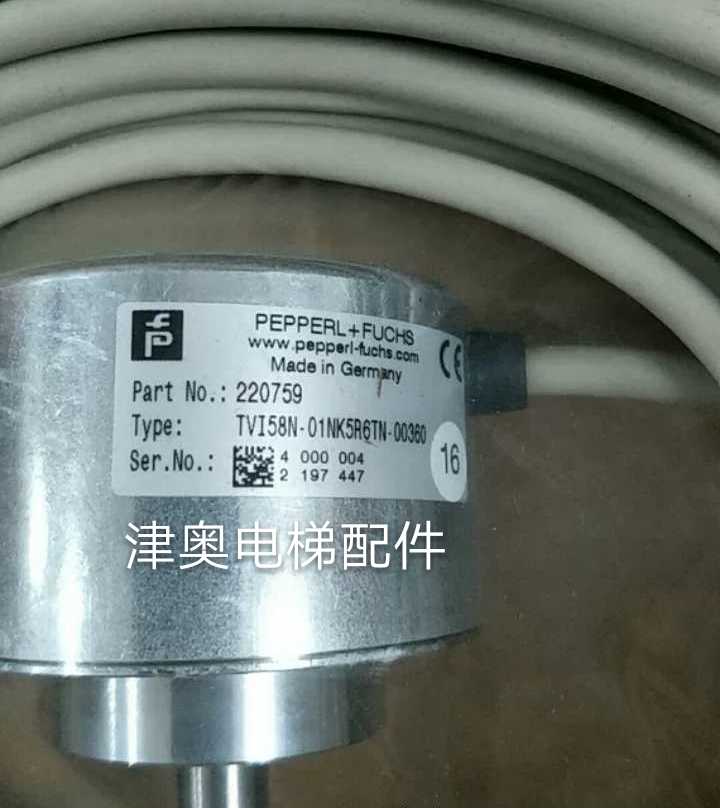 PEPPERL+FUCHS
www.pepperl-fuchs.com
Made in Germany
CE
Part No.: 220759
Type: TVI58N-01NK5R6TN-00360
Ser.No.: 4 000 004
2 197 447
16
津奥电梯配件